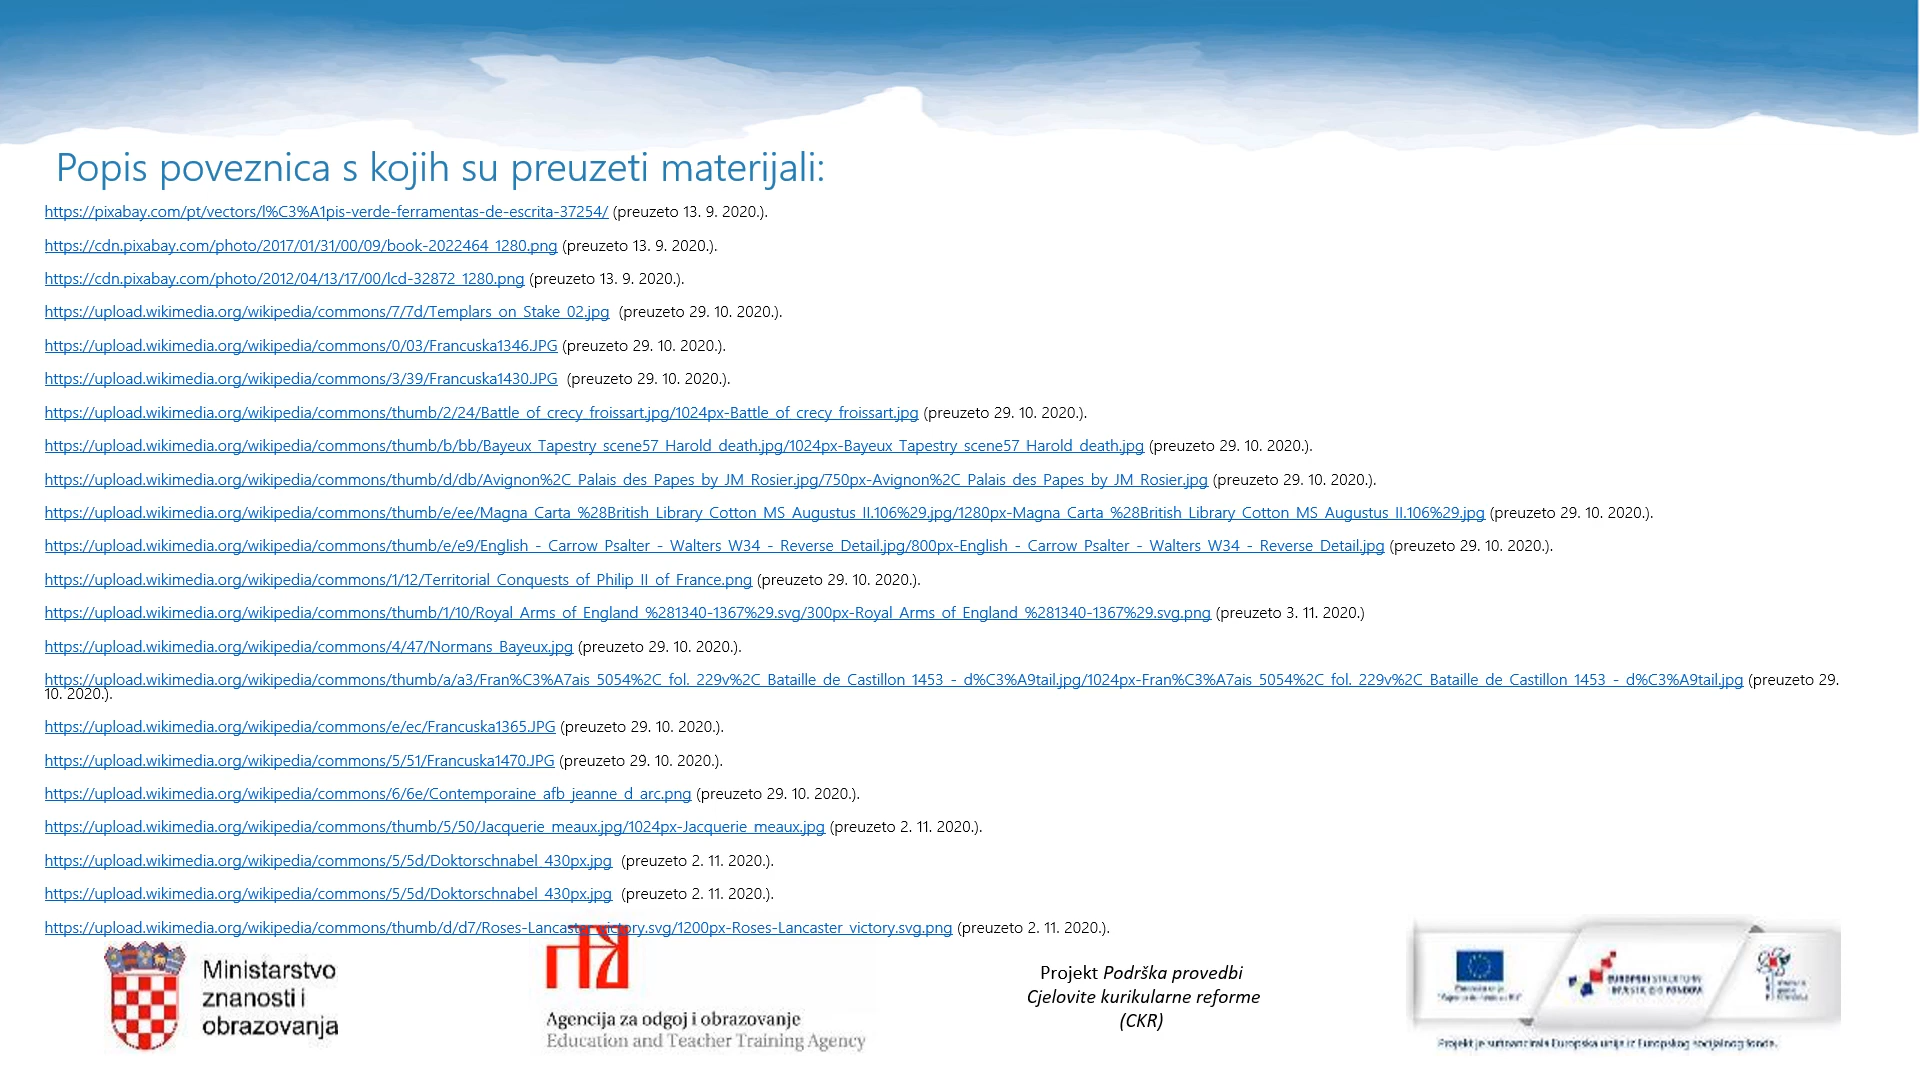 Popis poveznica s kojih su preuzeti materijali:
https://pixabay.com/pt/vectors/l%C3%A1pis-verde-ferramentas-de-escrita-37254/ (preuzeto 13. 9. 2020.).
https://cdn.pixabay.com/photo/2017/01/31/00/09/book-2022464_1280.png (preuzeto 13. 9. 2020.).
https://cdn.pixabay.com/photo/2012/04/13/17/00/lcd-32872_1280.png (preuzeto 13. 9. 2020.).
https://upload.wikimedia.org/wikipedia/commons/7/7d/Templars_on_Stake_02.jpg (preuzeto 29. 10. 2020.).
https://upload.wikimedia.org/wikipedia/commons/0/03/Francuska1346.JPG (preuzeto 29. 10. 2020.).
https://upload.wikimedia.org/wikipedia/commons/3/39/Francuska1430.JPG (preuzeto 29. 10. 2020.).
https://upload.wikimedia.org/wikipedia/commons/thumb/2/24/Battle_of_crecy_froissart.jpg/1024px-Battle_of_crecy_froissart.jpg (preuzeto 29. 10. 2020.).
https://upload.wikimedia.org/wikipedia/commons/thumb/b/bb/Bayeux_Tapestry_scene57_Harold_death.jpg/1024px-Bayeux_Tapestry_scene57_Harold_death.jpg (preuzeto 29. 10. 2020.).
https://upload.wikimedia.org/wikipedia/commons/thumb/d/db/Avignon%2C_Palais_des_Papes_by_JM_Rosier.jpg/750px-Avignon%2C_Palais_des_Papes_by_JM_Rosier.jpg (preuzeto 29. 10. 2020.).
https://upload.wikimedia.org/wikipedia/commons/thumb/e/ee/Magna_Carta_%28British_Library_Cotton_MS_Augustus_II.106%29.jpg/1280px-Magna_Carta_%28British_Library_Cotton_MS_Augustus_II.106%29.jpg (preuzeto 29. 10. 2020.).
https://upload.wikimedia.org/wikipedia/commons/thumb/e/e9/English_-_Carrow_Psalter_-_Walters_W34_-_Reverse_Detail.jpg/800px-English_-_Carrow_Psalter_-_Walters_W34_-_Reverse_Detail.jpg (preuzeto 29. 10. 2020.).
https://upload.wikimedia.org/wikipedia/commons/1/12/Territorial_Conquests_of_Philip_II_of_France.png (preuzeto 29. 10. 2020.).
https://upload.wikimedia.org/wikipedia/commons/thumb/1/10/Royal_Arms_of_England_%281340-1367%29.svg/300px-Royal_Arms_of_England_%281340-1367%29.svg.png (preuzeto 3. 11. 2020.)
https://upload.wikimedia.org/wikipedia/commons/4/47/Normans_Bayeux.jpg (preuzeto 29. 10. 2020.).
https://upload.wikimedia.org/wikipedia/commons/thumb/a/a3/Fran%C3%A7ais_5054%2C_fol._229v%2C_Bataille_de_Castillon_1453_-_d%C3%A9tail.jpg/1024px-Fran%C3%A7ais_5054%2C_fol._229v%2C_Bataille_de_Castillon_1453_-_d%C3%A9tail.jpg (preuzeto 29.
10. 2020.).
https://upload.wikimedia.org/wikipedia/commons/e/ec/Francuska1365.JPG (preuzeto 29. 10. 2020.).
https://upload.wikimedia.org/wikipedia/commons/5/51/Francuska1470.JPG (preuzeto 29. 10. 2020.).
https://upload.wikimedia.org/wikipedia/commons/6/6e/Contemporaine_afb_jeanne_d_arc.png (preuzeto 29. 10. 2020.).
https://upload.wikimedia.org/wikipedia/commons/thumb/5/50/Jacquerie_meaux.jpg/1024px-Jacquerie_meaux.jpg (preuzeto 2. 11. 2020.).
https://upload.wikimedia.org/wikipedia/commons/5/5d/Doktorschnabel_430px.jpg (preuzeto 2. 11. 2020.).
https://upload.wikimedia.org/wikipedia/commons/5/5d/Doktorschnabel_430px.jpg (preuzeto 2. 11. 2020.).
https://upload.wikimedia.org/wikipedia/commons/thumb/d/d7/Roses-Lancaster_victory.svg/1200px-Roses-Lancaster_victory.svg.png (preuzeto 2. 11. 2020.).
Ministarstvo
znanosti i
obrazovanja
Agencija za odgoj i obrazovanje
Education and Teacher Training Agency
Projekt Podrška provedbi
Cjelovite kurikularne reforme
(CKR)
EUROPSKI STRUKTURNI
I INVESTICIJSKI FONDOVI
Projekt je sufinancirala Europska unija iz Europskog socijalnog fonda.